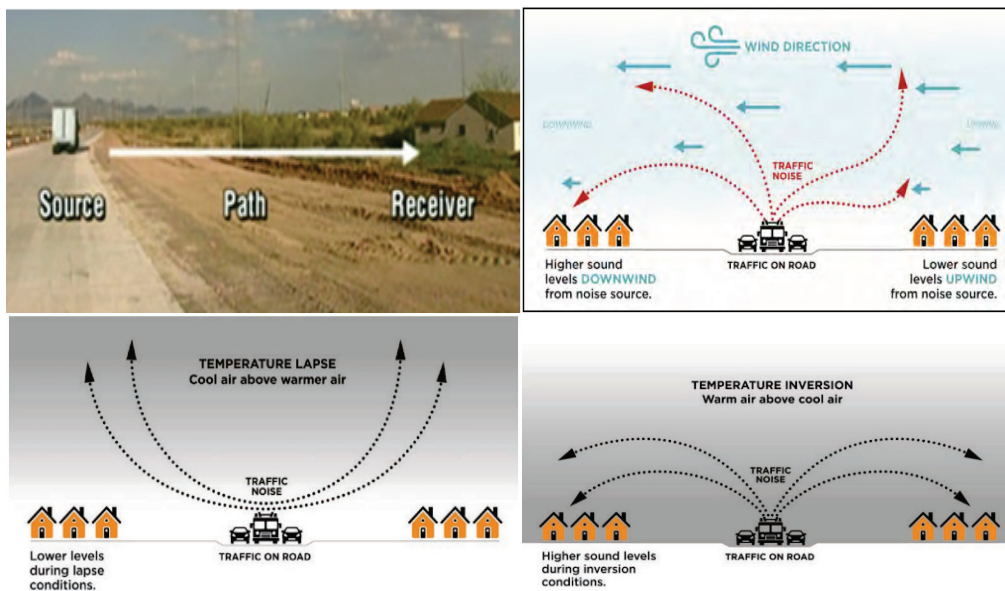 Source Path Receiver
WIND DIRECTION
DOWNWIND
UPWIND
TRAFFIC
NOISE
TRAFFIC ON ROAD
Higher sound
levels DOWNWIND
from noise source.
Lower sound
levels UPWIND
from noise source.
TEMPERATURE LAPSE
Cool air above warmer air
TRAFFIC
NOISE
TRAFFIC ON ROAD
Lower levels
during lapse
conditions.
TEMPERATURE INVERSION
Warm air above cool air
TRAFFIC
NOISE
TRAFFIC ON ROAD
Higher sound levels
during inversion
conditions.